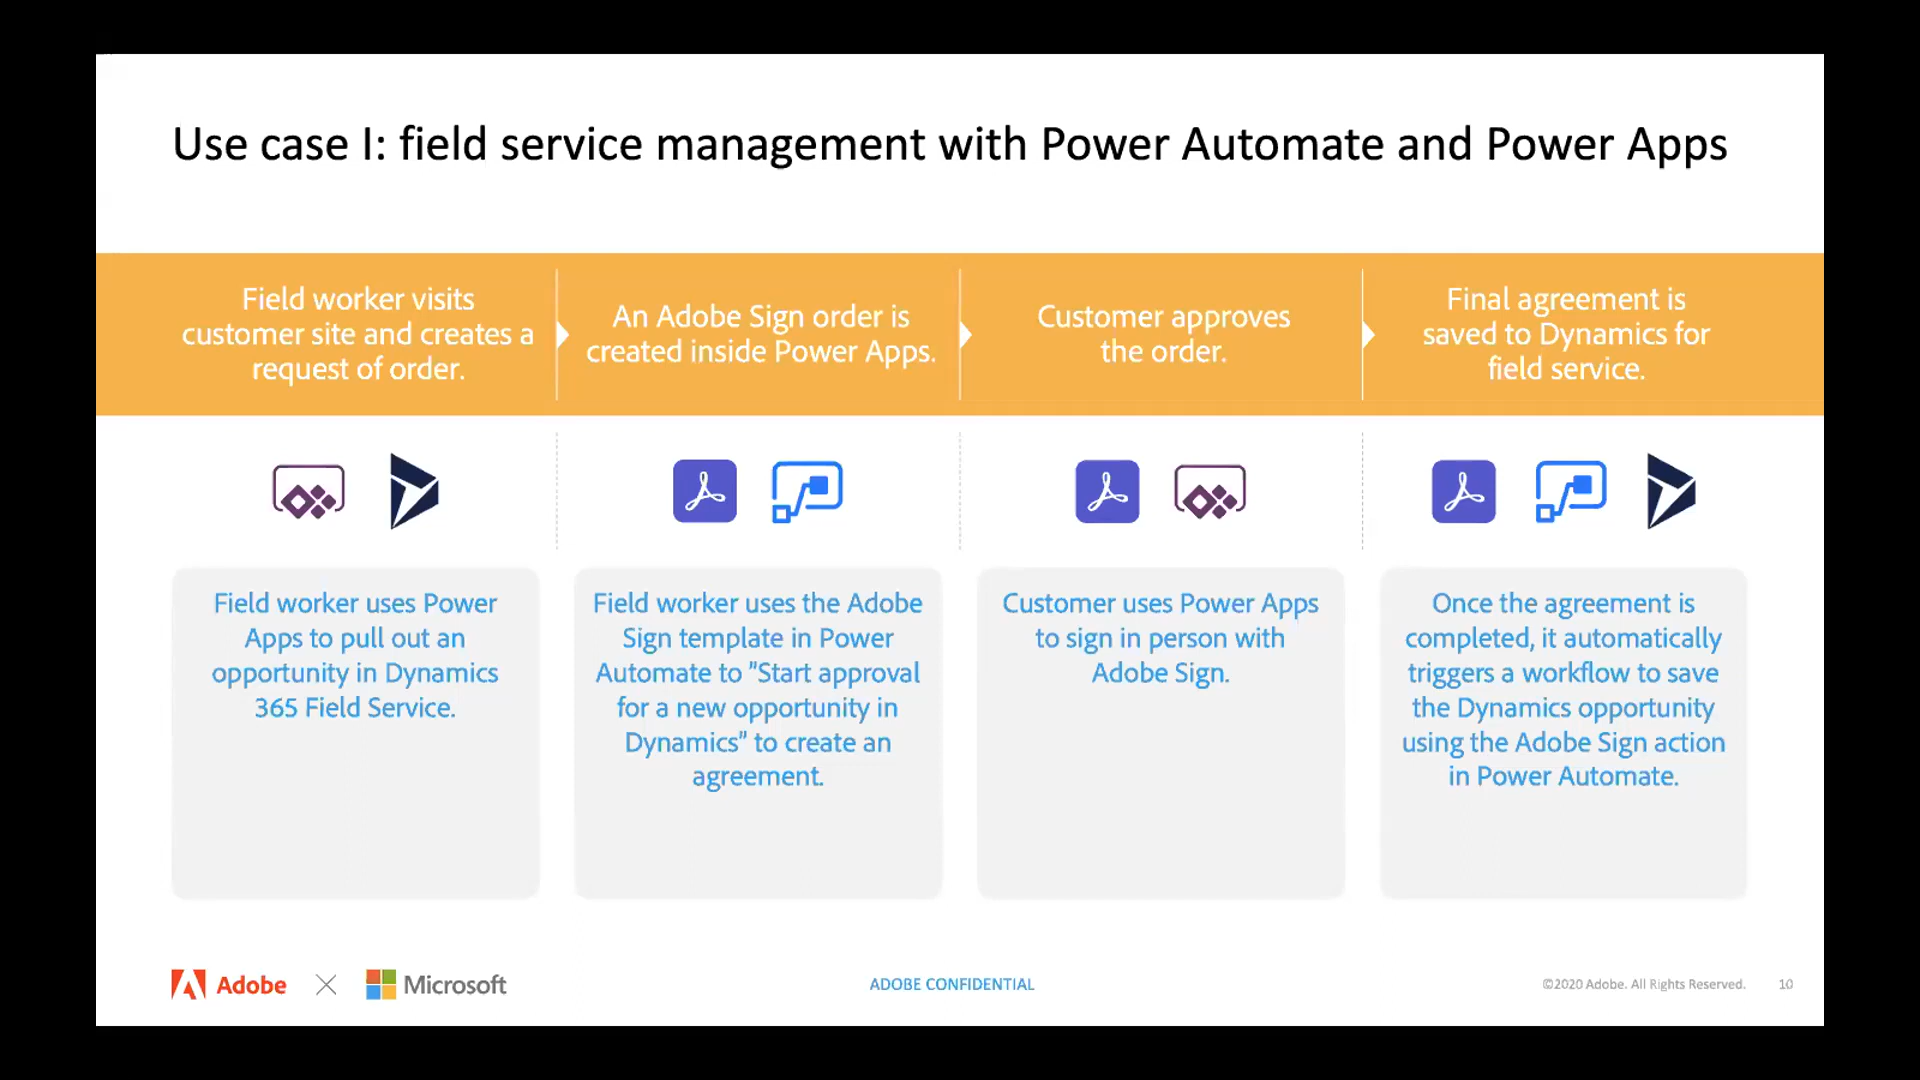 Use case I: field service management with Power Automate and Power Apps
Field worker visits
customer site and creates a
request of order.
An Adobe Sign order is
created inside Power Apps.
Customer approves
the order.
Final agreement is
saved to Dynamics for
field service.
Field worker uses Power
Apps to pull out an
opportunity in Dynamics
365 Field Service.
Field worker uses the Adobe
Sign template in Power
Automate to ”Start approval
for a new opportunity in
Dynamics” to create an
agreement.
Customer uses Power Apps
to sign in person with
Adobe Sign.
Once the agreement is
completed, it automatically
triggers a workflow to save
the Dynamics opportunity
using the Adobe Sign action
in Power Automate.
Adobe
Microsoft
ADOBE CONFIDENTIAL
©2020 Adobe. All Rights Reserved.
10